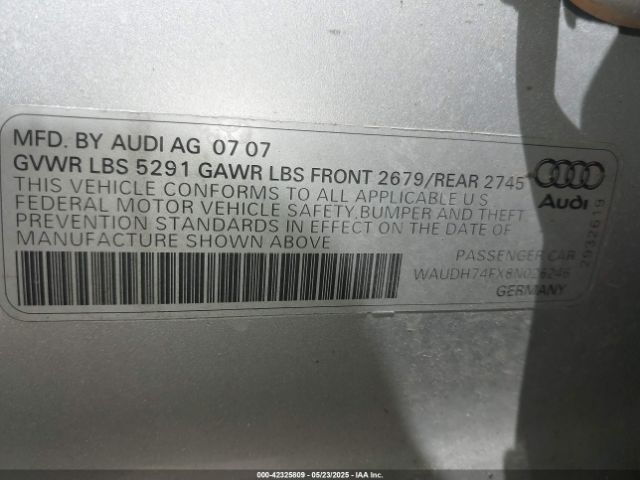 MFD. BY AUDI AG 07 07
GVWR LBS 5291 GAWR LBS FRONT 2679/REAR 2745
THIS VEHICLE CONFORMS TO ALL APPLICABLE U S
FEDERAL MOTOR VEHICLE SAFETY, BUMPER AND THEFT
PREVENTION STANDARDS IN EFFECT ON THE DATE OF
MANUFACTURE SHOWN ABOVE
Audi
PASSENGER CAR
WAUDH74FX8N026246
GERMANY
2932619
000-42325809 - 05/23/2025 - IAA Inc.